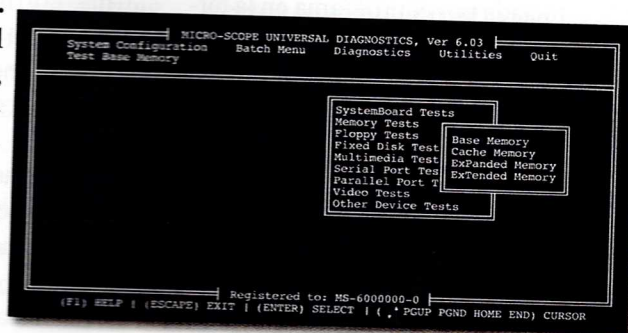 MICRO-SCOPE UNIVERSAL DIAGNOSTICS, Ver 6.03
System Configuration Batch Menu Diagnostics Utilities Quit
Test Base Memory
SystemBoard Tests
Memory Tests
Floppy Tests
Fixed Disk Test
Multimedia Test
Serial Port Tes
Parallel Port T
Video Tests
Other Device Tests
Base Memory
Cache Memory
ExPanded Memory
ExTended Memory
Registered to: MS-6000000-0
(F1) HELP | (ESCAPE) EXIT | (ENTER) SELECT | ( PGUP PGND HOME END) CURSOR